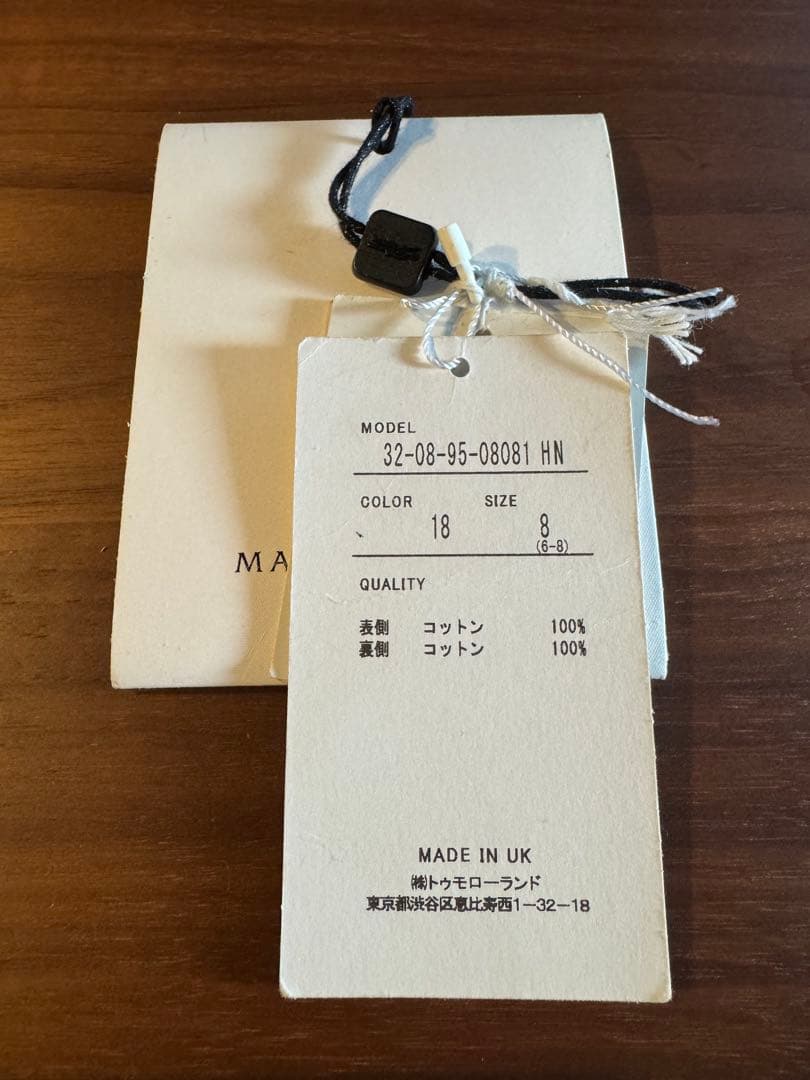 MA
MODEL
32-08-95-08081 HN
COLOR SIZE
18 8
(6-8)
QUALITY
表側 コットン 100%
裏側 コットン 100%
MADE IN UK
㈱トゥモローランド
東京都渋谷区恵比寿西1-32-18